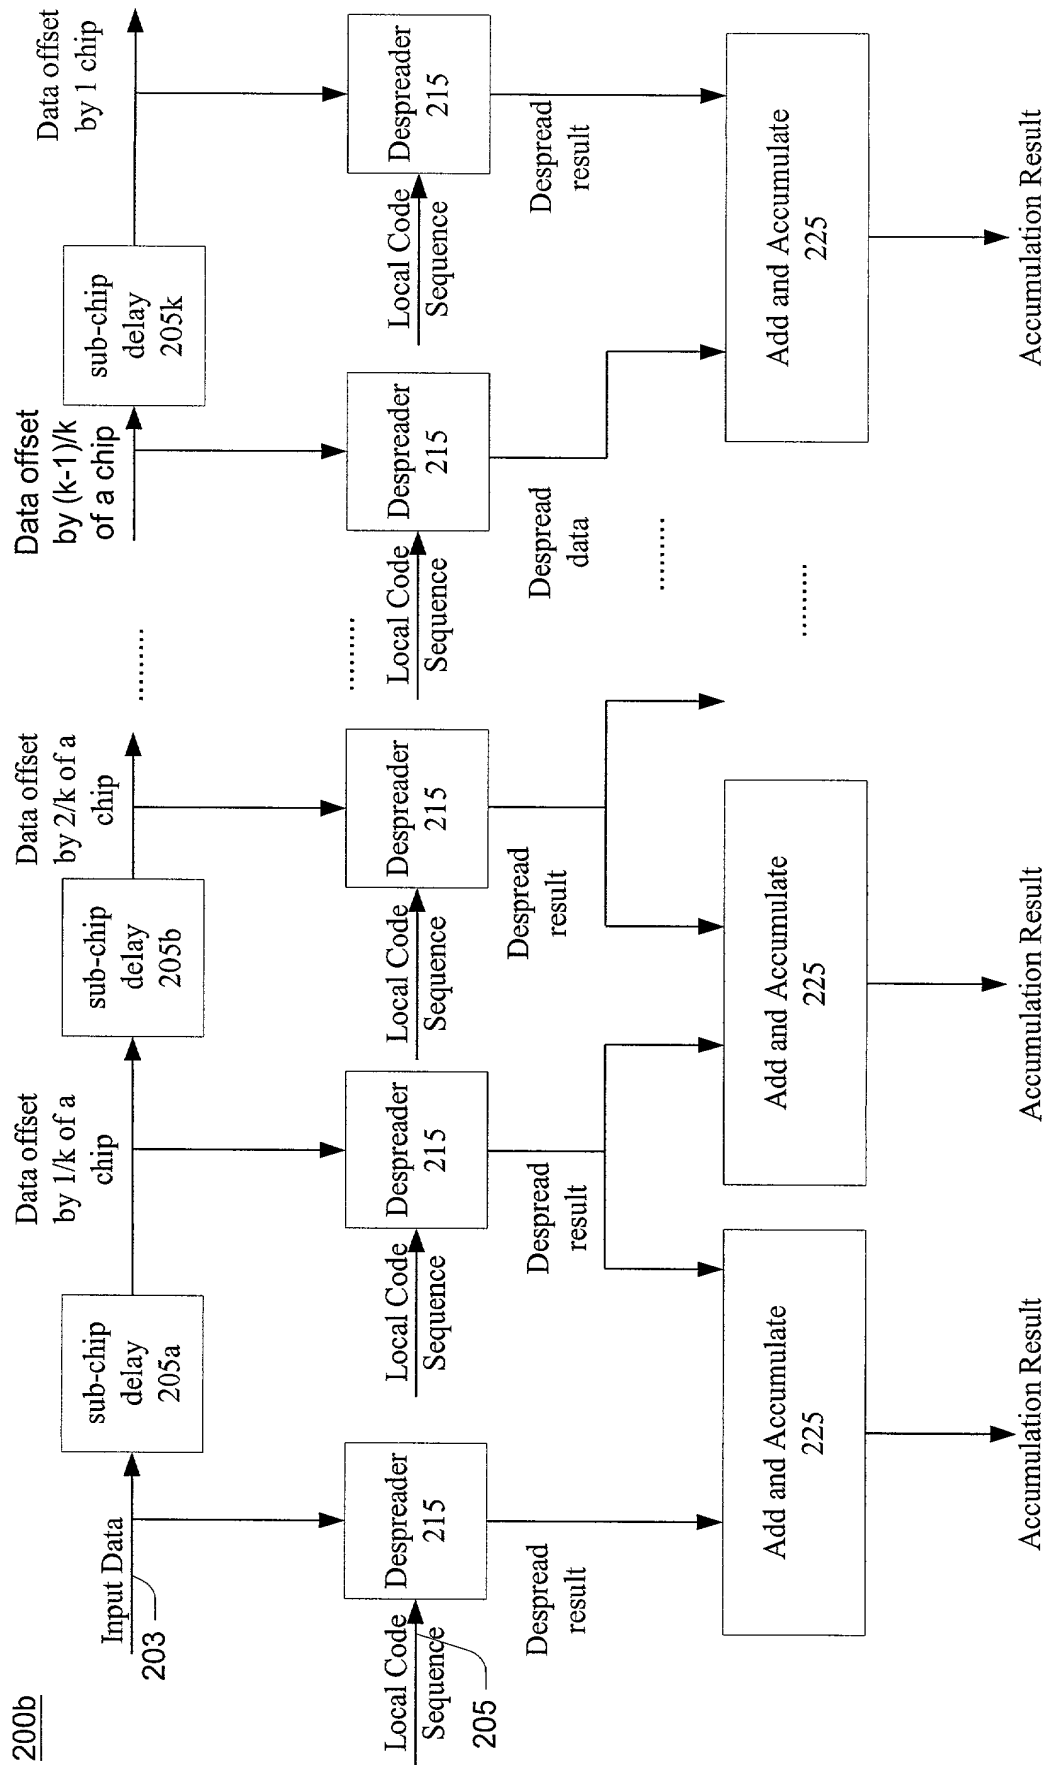 200b
Input Data
203
sub-chip
delay
205a
Data offset
by 1/k of a
chip
sub-chip
delay
205b
Data offset
by 2/k of a
chip
........
Data offset
by (k-1)/k
of a chip
sub-chip
delay
205k
Data offset
by 1 chip
Local Code
Sequence
205
Despreader
215
Local Code
Sequence
Despreader
215
Local Code
Sequence
Despreader
215
........
Local Code
Sequence
Despreader
215
Local Code
Sequence
Despreader
215
Despread
result
Despread
result
Despread
result
Despread
data
Despread
result
........
Add and Accumulate
225
Add and Accumulate
225
........
Add and Accumulate
225
Accumulation Result
Accumulation Result
Accumulation Result